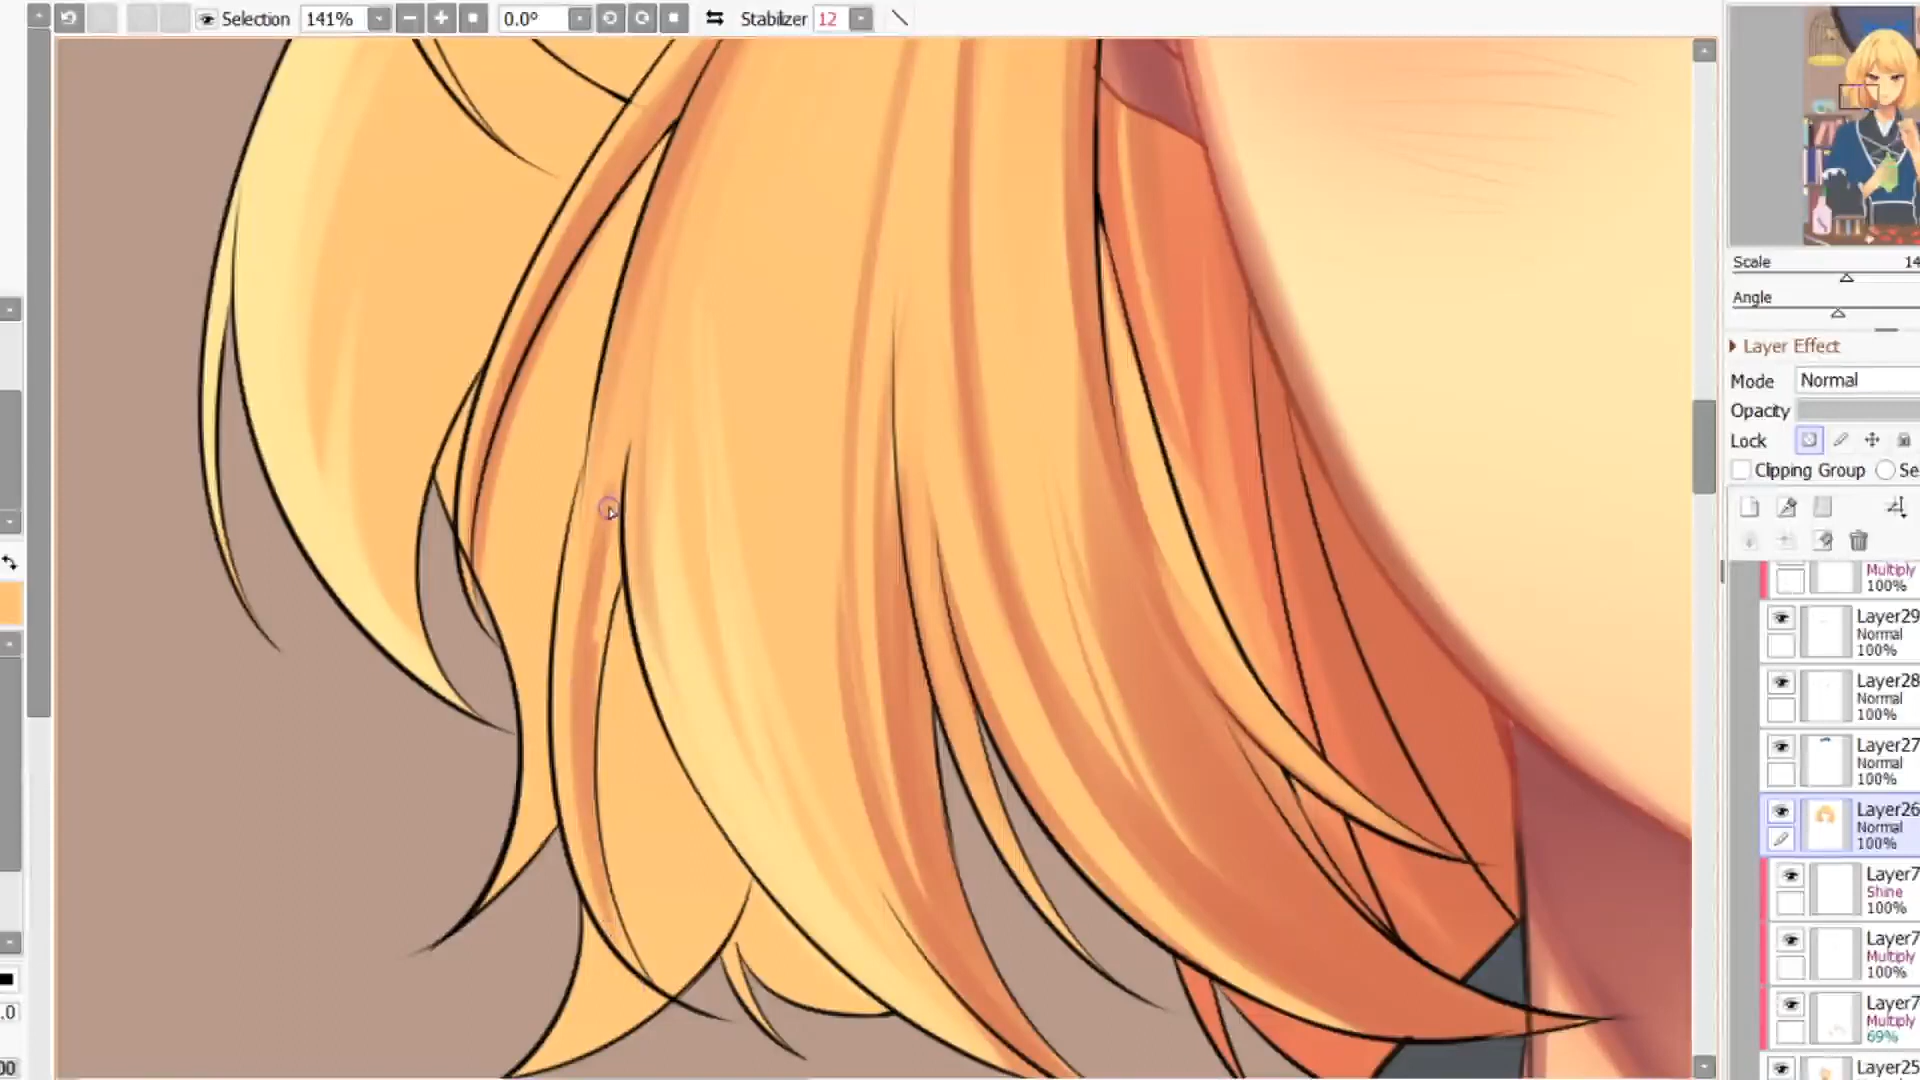 Selection 141% 0.0° Stabilizer 12
Scale 14
Angle
Layer Effect
Mode Normal
Opacity
Lock
Clipping Group Se
Multiply
100%
Layer29
Normal
100%
Layer28
Normal
100%
Layer27
Normal
100%
Layer26
Normal
100%
Layer7
Shine
100%
Layer7
Multiply
100%
Layer7
Multiply
69%
Layer25
.0
00